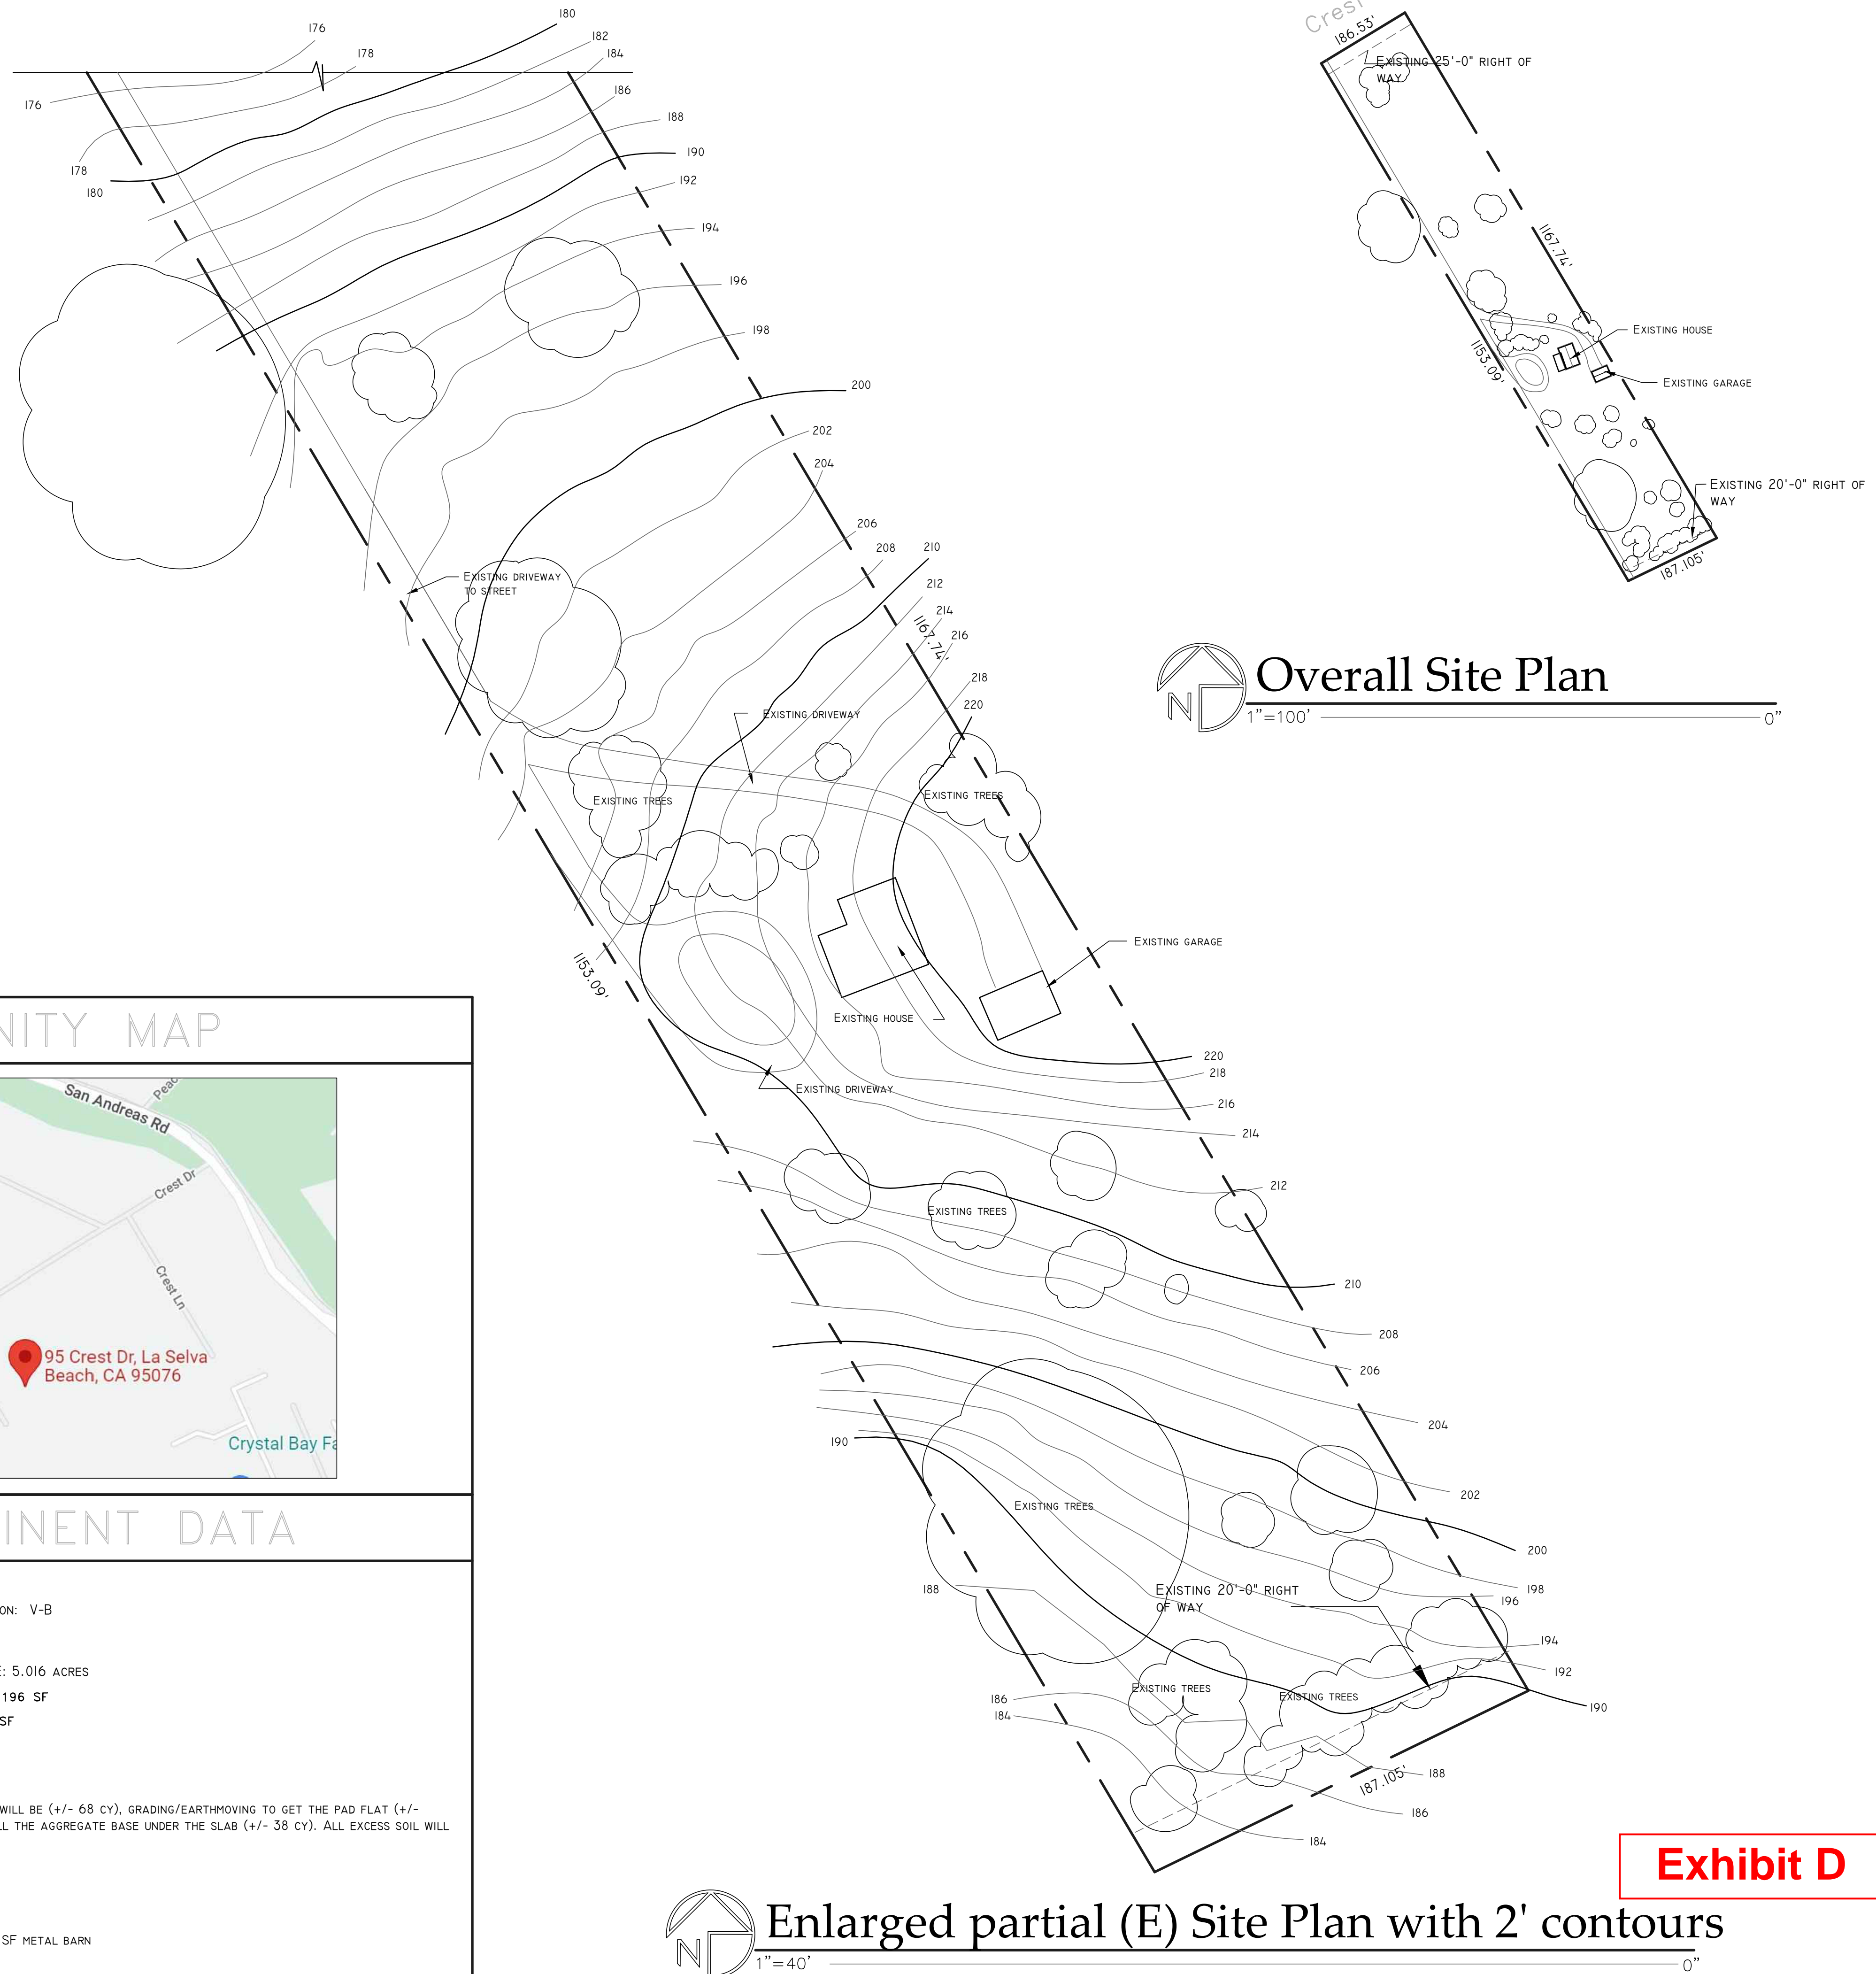 180
176
182
184
178
176
186
188
178
190
180
192
194
196
198
200
202
204
206
208
210
212
214
216
218
220
1167.74'
Existing driveway
to street
Existing driveway
Existing trees
Existing trees
Existing garage
1153.09'
Existing house
220
218
216
Existing driveway
214
212
Existing trees
210
208
206
204
190
202
Existing trees
200
188
Existing 20'-0" right
of way
198
196
194
192
Existing trees
Existing trees
186
184
190
187.105'
188
186
184
Enlarged partial (E) Site Plan with 2' contours
N
1"=40'
0"
186.53'
Existing 25'-0" right of
way
1167.74'
Existing house
1153.09'
Existing garage
Existing 20'-0" right of
way
187.105'
Overall Site Plan
N
1"=100'
0"
NITY MAP
San Andreas Rd
Peac
Crest Dr
Crest Ln
95 Crest Dr, La Selva
Beach, CA 95076
Crystal Bay Fa
INENT DATA
on: V-B
: 5.016 acres
196 SF
SF
will be (+/- 68 cy), grading/earthmoving to get the pad flat (+/-
ll the aggregate base under the slab (+/- 38 cy). All excess soil will
SF metal barn
Exhibit D